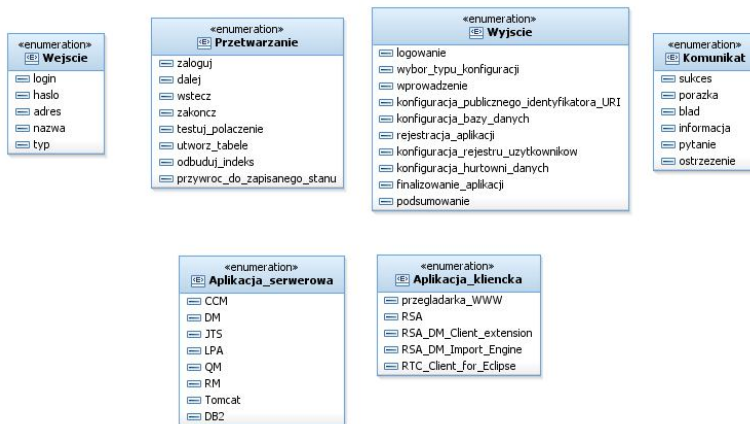 «enumeration»
Wejscie
login
haslo
adres
nazwa
typ
«enumeration»
Przetwarzanie
zaloguj
dalej
wstecz
zakoncz
testuj_polaczenie
utworz_tabele
odbuduj_indeks
przywroc_do_zapisanego_stanu
«enumeration»
Wyjscie
logowanie
wybor_typu_konfiguracji
wprowadzenie
konfiguracja_publicznego_identyfikatora_URI
konfiguracja_bazy_danych
rejestracja_aplikacji
konfiguracja_rejestru_uzytkownikow
konfiguracja_hurtowni_danych
finalizowanie_aplikacji
podsumowanie
«enumeration»
Komunikat
sukces
porazka
blad
informacja
pytanie
ostrzezenie
«enumeration»
Aplikacja_serwerowa
CCM
DM
JTS
LPA
QM
RM
Tomcat
DB2
«enumeration»
Aplikacja_kliencka
przegladarka_WWW
RSA
RSA_DM_Client_extension
RSA_DM_Import_Engine
RTC_Client_for_Eclipse